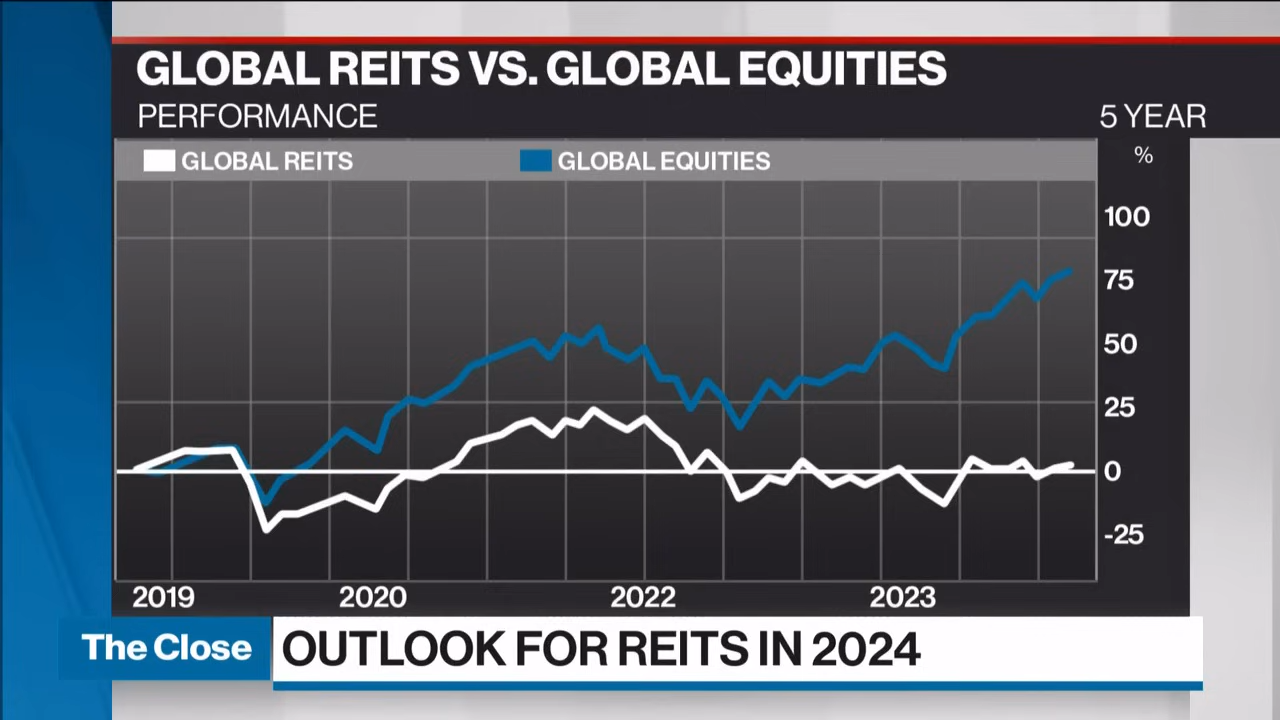 GLOBAL REITS VS. GLOBAL EQUITIES
PERFORMANCE
5 YEAR
%
GLOBAL REITS
GLOBAL EQUITIES
100
75
50
25
0
-25
2019
2020
2022
2023
The Close
OUTLOOK FOR REITS IN 2024